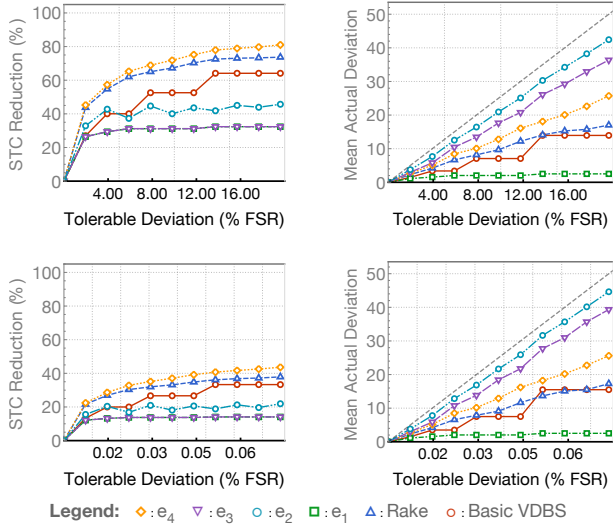 100
80
60
40
20
0
STC Reduction (%)
4.00 8.00 12.00 16.00
Tolerable Deviation (% FSR)
50
40
30
20
10
0
Mean Actual Deviation
4.00 8.00 12.00 16.00
Tolerable Deviation (% FSR)
100
80
60
40
20
0
STC Reduction (%)
0.02 0.03 0.05 0.06
Tolerable Deviation (% FSR)
50
40
30
20
10
0
Mean Actual Deviation
0.02 0.03 0.05 0.06
Tolerable Deviation (% FSR)
Legend: : e4 : e3 : e2 : e1 : Rake : Basic VDBS